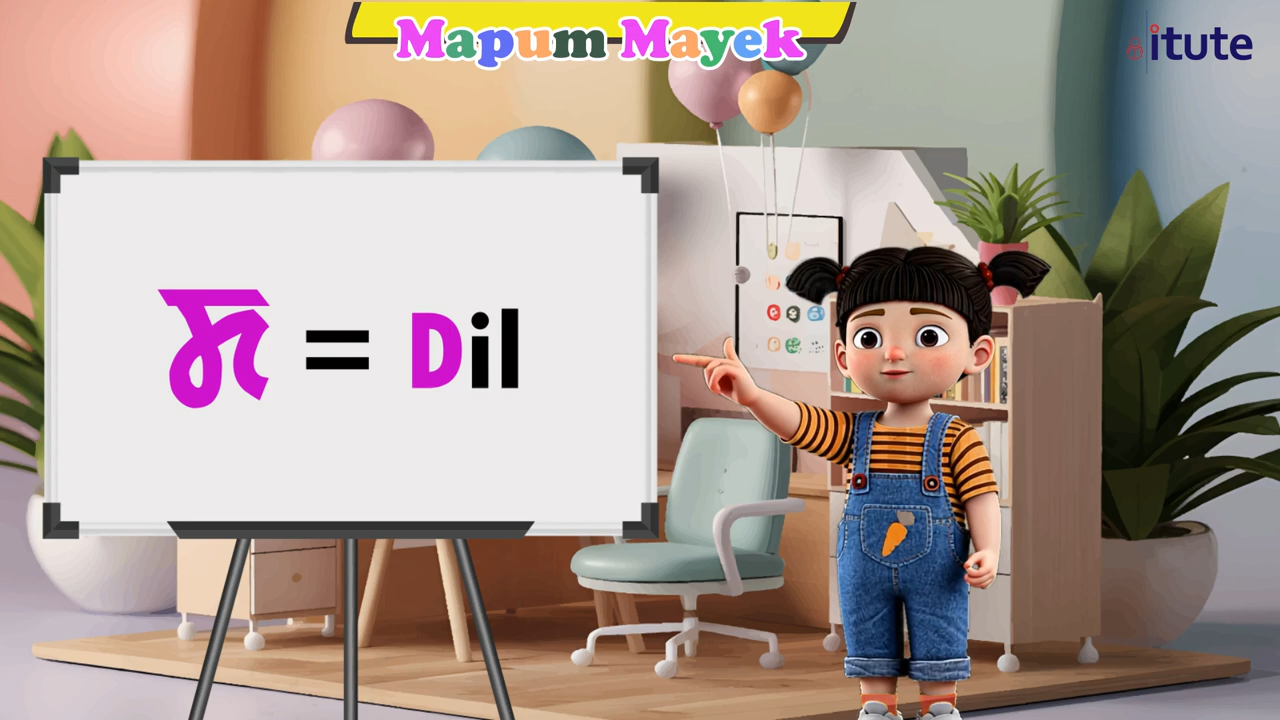 Mapum Mayek
itute
ꯗ = Dil